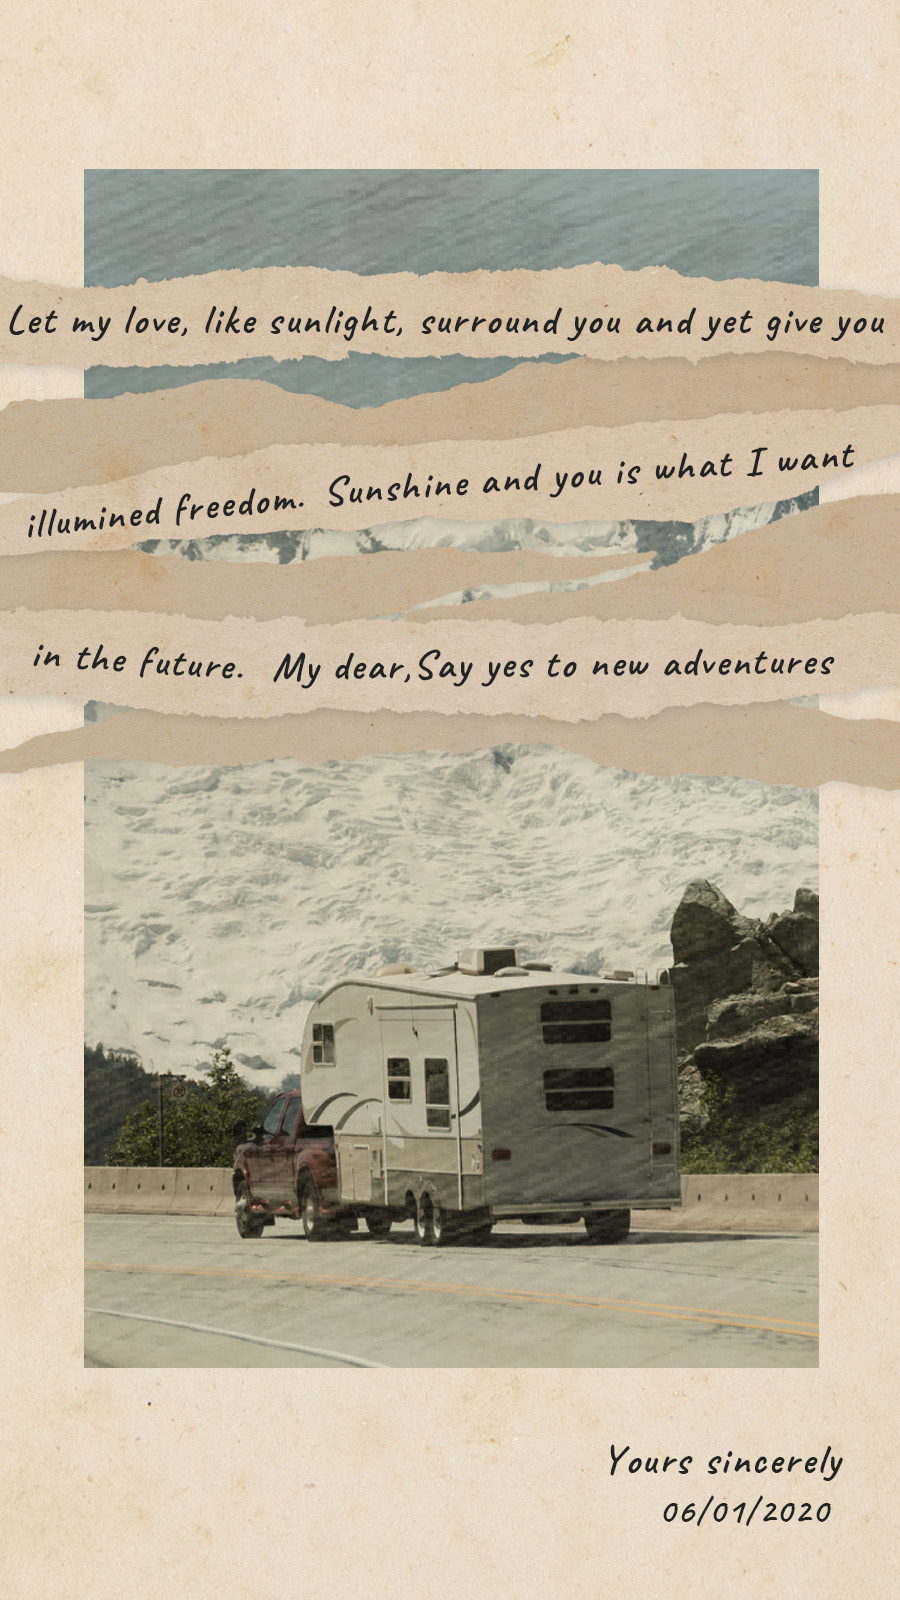 Let my love, like sunlight, surround you and yet give you
illumined freedom. Sunshine and you is what I want
in the future. My dear,Say yes to new adventures
Yours sincerely
06/01/2020